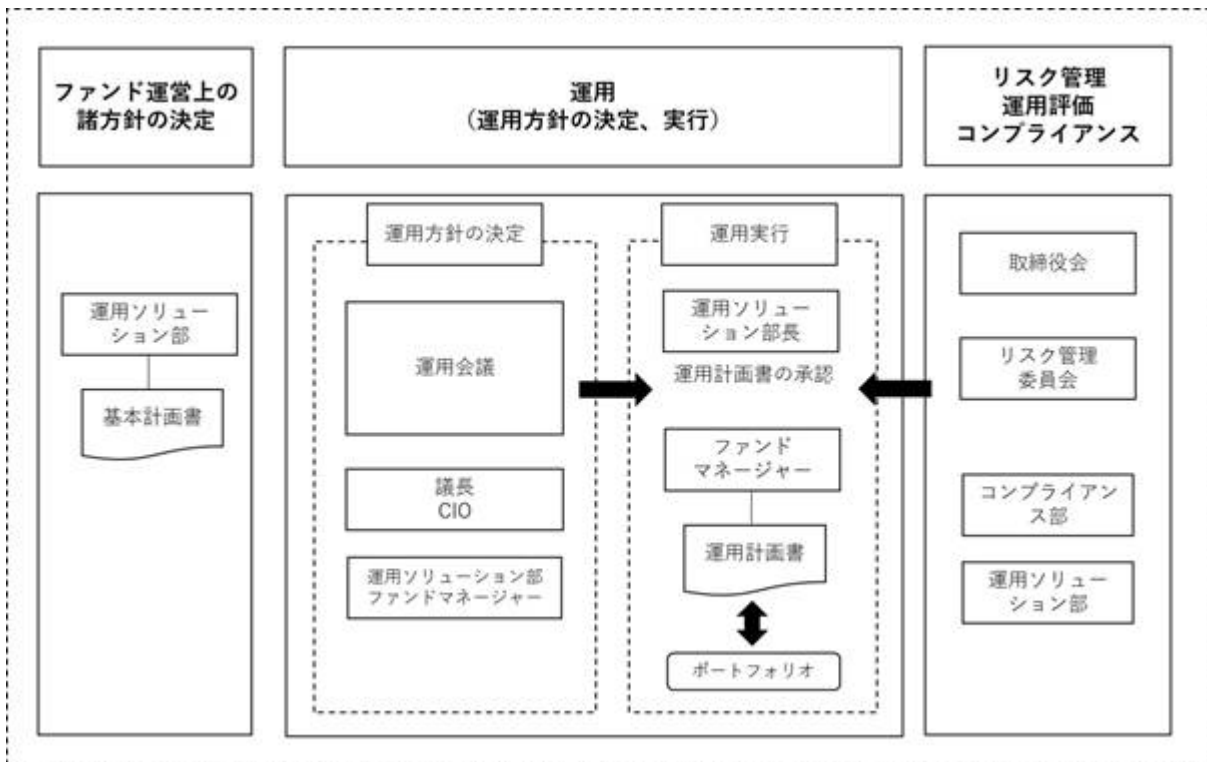 ファンド運営上の
諸方針の決定
運用
（運用方針の決定、実行）
リスク管理
運用評価
コンプライアンス
運用ソリュー
ション部
基本計画書
運用方針の決定
運用会議
議長
CIO
運用ソリューション部
ファンドマネージャー
運用実行
運用ソリュー
ション部長
運用計画書の承認
ファンド
マネージャー
運用計画書
ポートフォリオ
取締役会
リスク管理
委員会
コンプライアン
ス部
運用ソリュー
ション部